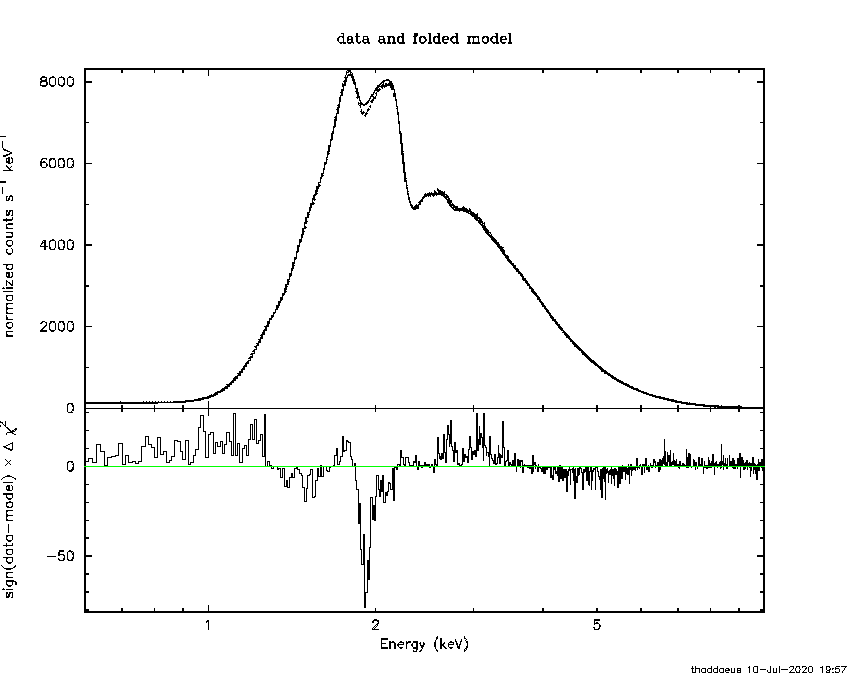 data and folded model
normalized counts s⁻¹ keV⁻¹
8000
6000
4000
2000
0
sign(data−model) × Δ χ²
0
−50
1 2 5
Energy (keV)
thaddaeus 10−Jul−2020 19:57